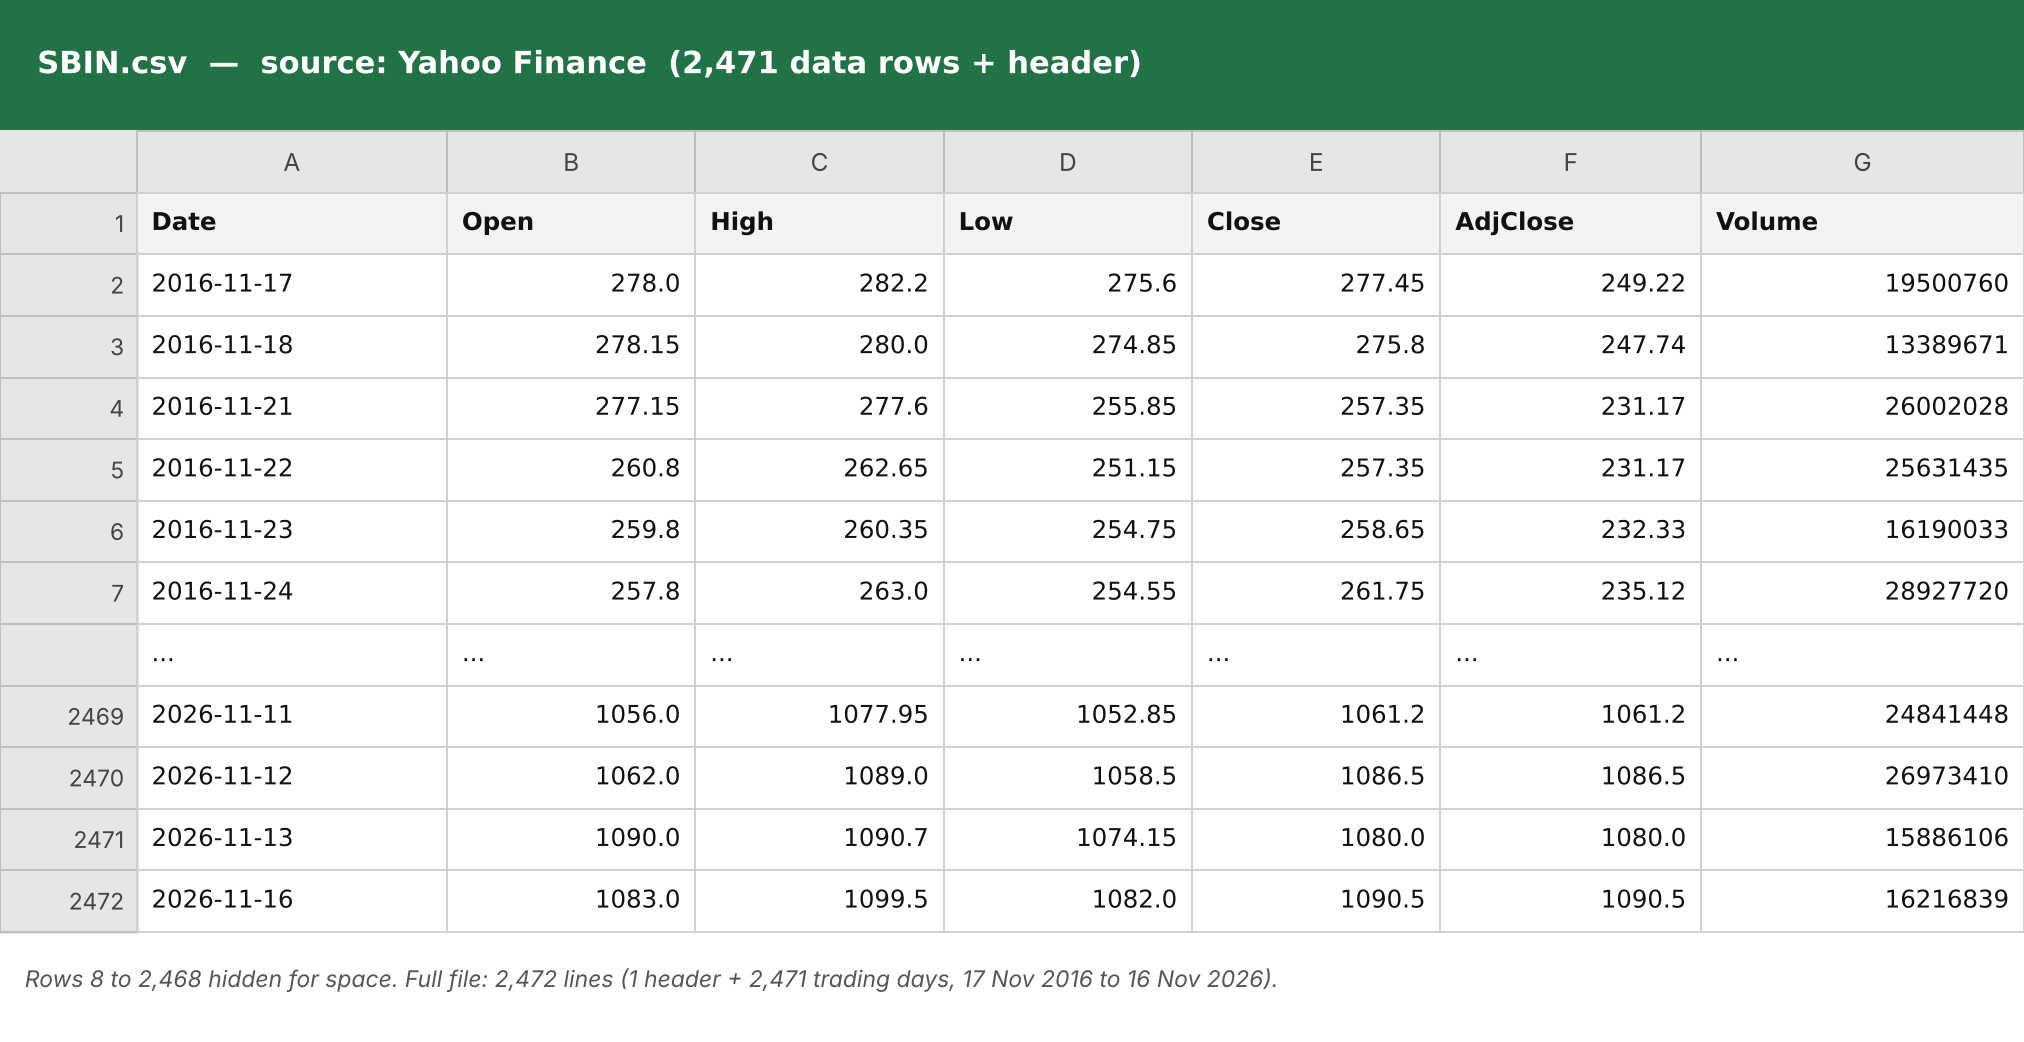 SBIN.csv — source: Yahoo Finance (2,471 data rows + header)
A B C D E F G
1 Date Open High Low Close AdjClose Volume
2 2016-11-17 278.0 282.2 275.6 277.45 249.22 19500760
3 2016-11-18 278.15 280.0 274.85 275.8 247.74 13389671
4 2016-11-21 277.15 277.6 255.85 257.35 231.17 26002028
5 2016-11-22 260.8 262.65 251.15 257.35 231.17 25631435
6 2016-11-23 259.8 260.35 254.75 258.65 232.33 16190033
7 2016-11-24 257.8 263.0 254.55 261.75 235.12 28927720
... ... ... ... ... ... ...
2469 2026-11-11 1056.0 1077.95 1052.85 1061.2 1061.2 24841448
2470 2026-11-12 1062.0 1089.0 1058.5 1086.5 1086.5 26973410
2471 2026-11-13 1090.0 1090.7 1074.15 1080.0 1080.0 15886106
2472 2026-11-16 1083.0 1099.5 1082.0 1090.5 1090.5 16216839
Rows 8 to 2,468 hidden for space. Full file: 2,472 lines (1 header + 2,471 trading days, 17 Nov 2016 to 16 Nov 2026).